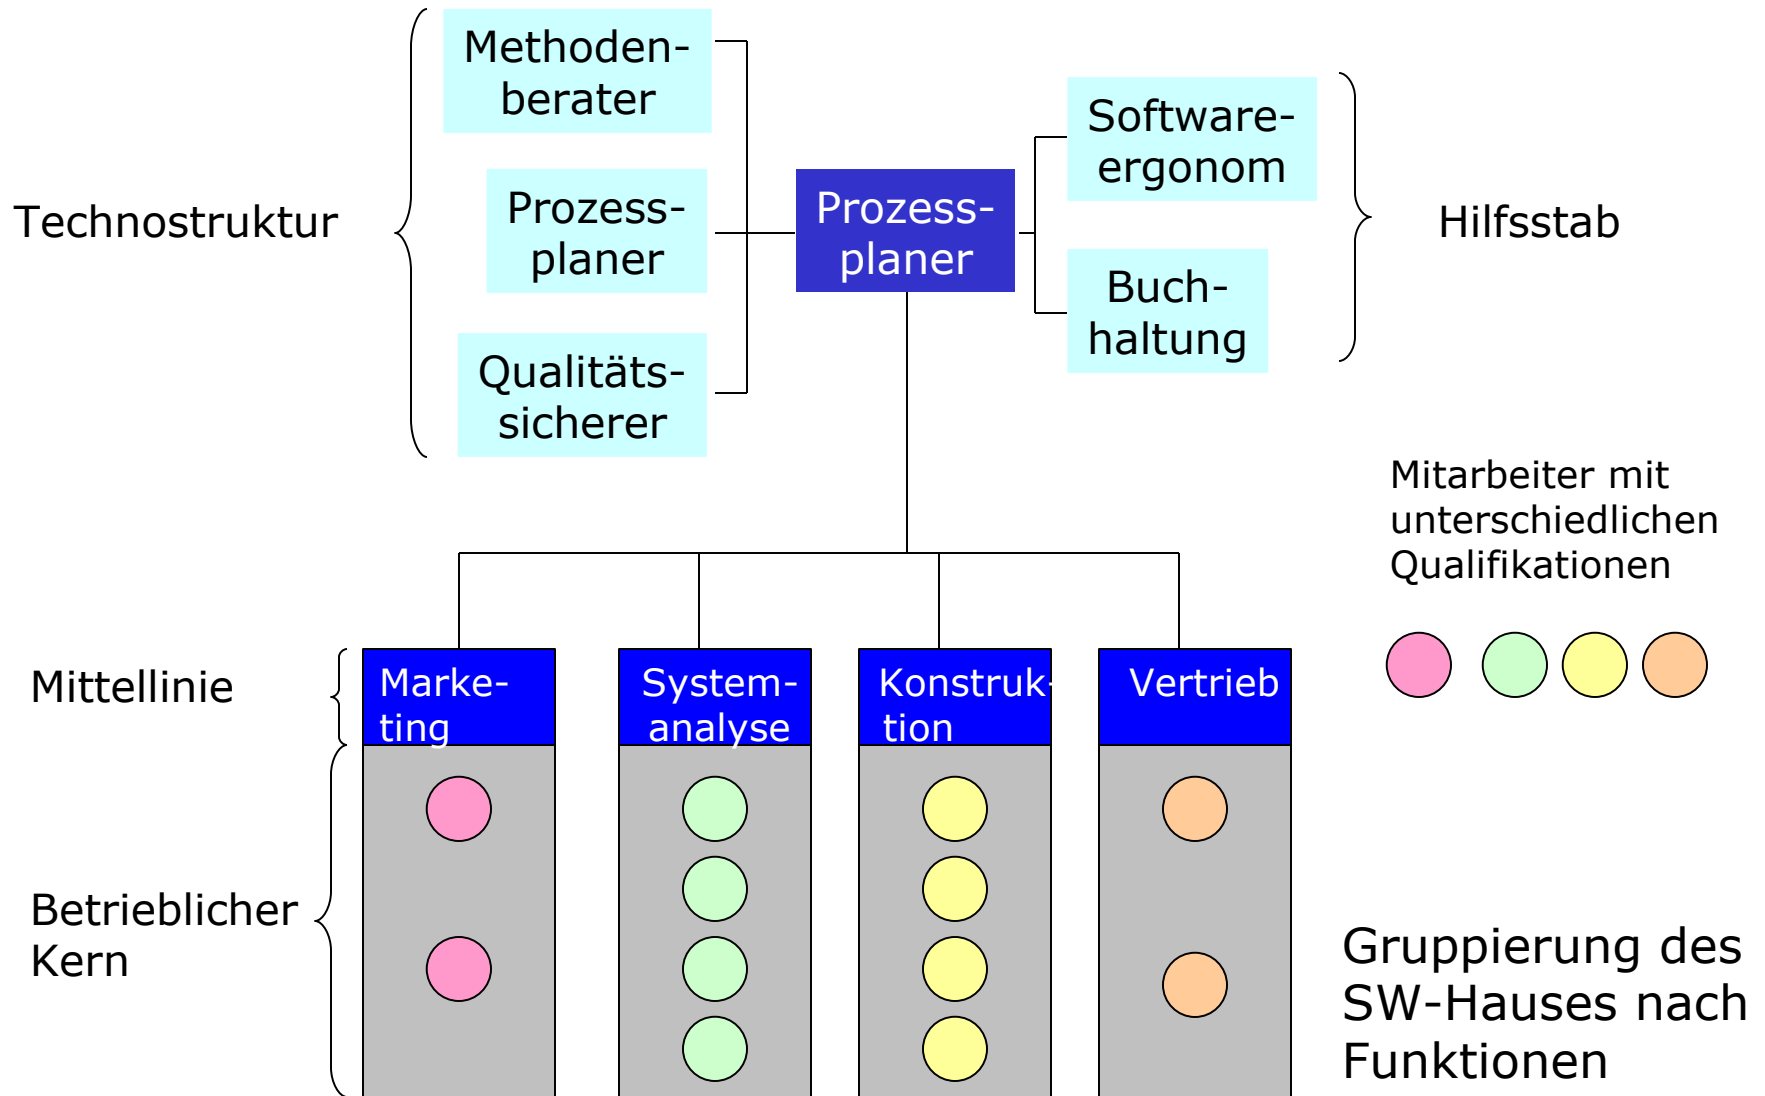 Methoden-
berater
Technostruktur
Prozess-
planer
Qualitäts-
sicherer
Prozess-
planer
Software-
ergonom
Buch-
haltung
Hilfsstab
Mitarbeiter mit
unterschiedlichen
Qualifikationen
Mittellinie
Marke-
ting
System-
analyse
Konstruk-
tion
Vertrieb
Betrieblicher
Kern
Gruppierung des
SW-Hauses nach
Funktionen